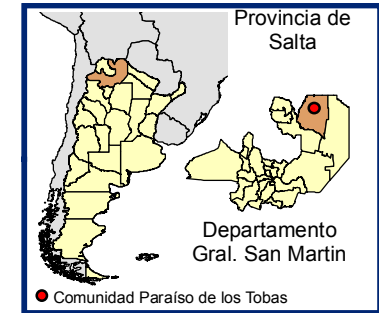 Provincia de
Salta
Departamento
Gral. San Martin
Comunidad Paraíso de los Tobas